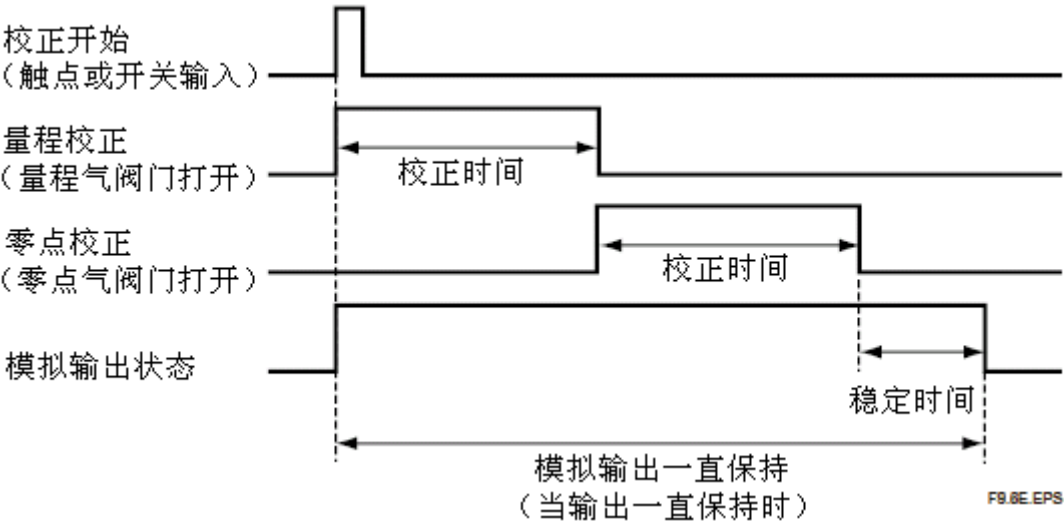 校正开始
（触点或开关输入）
量程校正
（量程气阀门打开）
校正时间
零点校正
（零点气阀门打开）
校正时间
模拟输出状态
稳定时间
模拟输出一直保持
（当输出一直保持时）
F9.6E.EPS